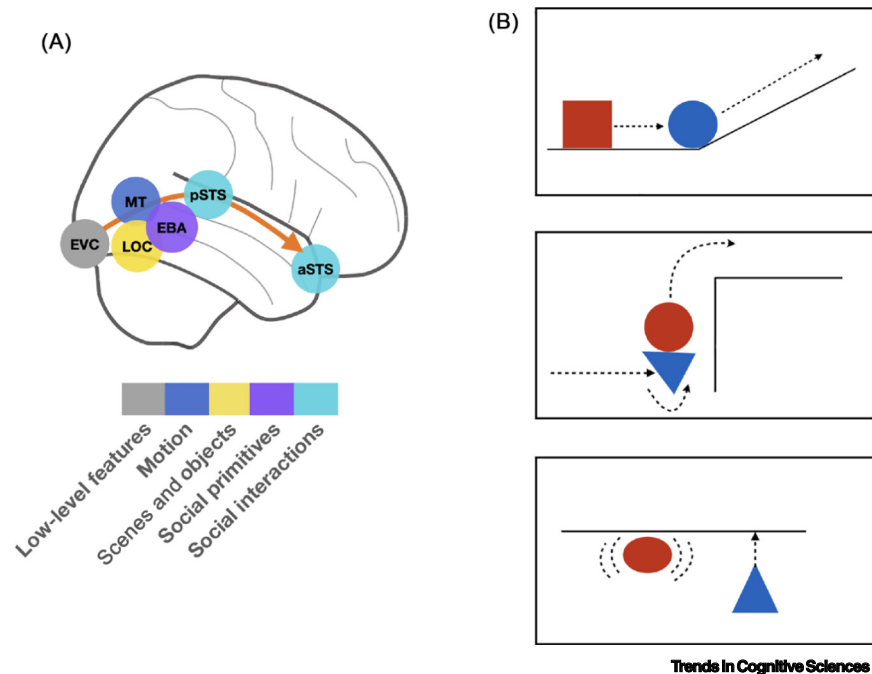 (A)
(B)
MT
pSTS
EVC
LOC
EBA
aSTS
Low-level features
Motion
Scenes and objects
Social primitives
Social interactions
Trends in Cognitive Sciences